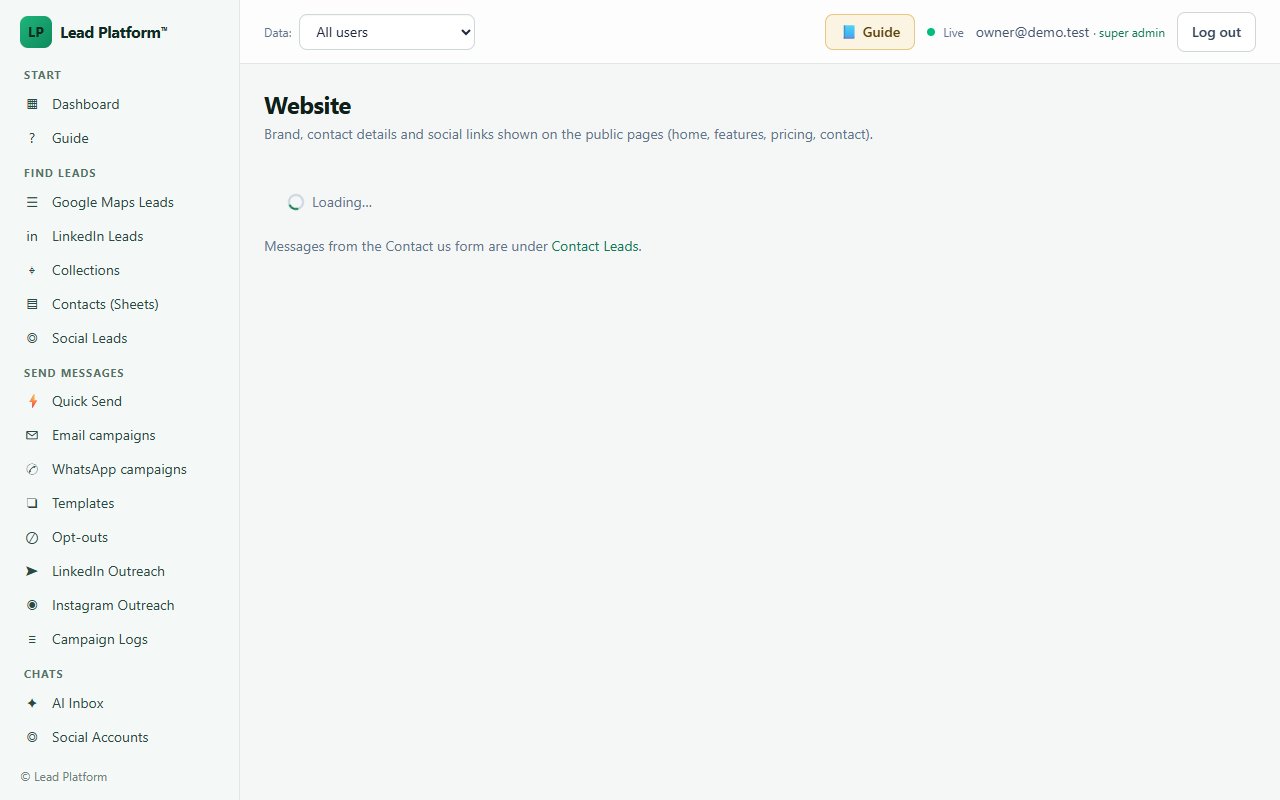 LP Lead Platform™
START
Dashboard
? Guide
FIND LEADS
Google Maps Leads
in LinkedIn Leads
Collections
Contacts (Sheets)
Social Leads
SEND MESSAGES
Quick Send
Email campaigns
WhatsApp campaigns
Templates
Opt-outs
LinkedIn Outreach
Instagram Outreach
Campaign Logs
CHATS
AI Inbox
Social Accounts
© Lead Platform
Data: All users
Guide
Live
owner@demo.test · super admin
Log out
Website
Brand, contact details and social links shown on the public pages (home, features, pricing, contact).
Loading...
Messages from the Contact us form are under Contact Leads.